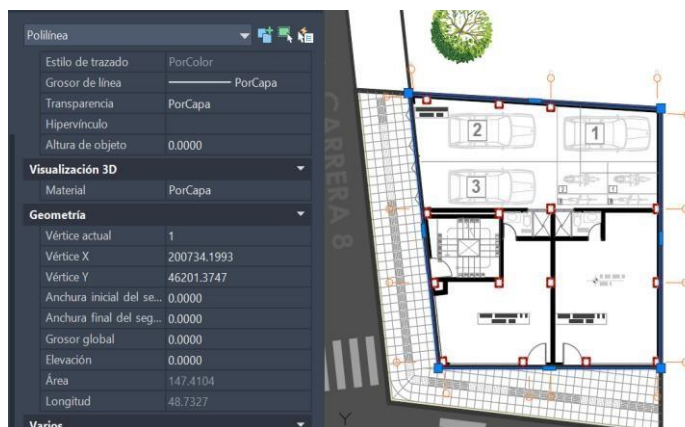 Polilínea
Estilo de trazado PorColor
Grosor de línea PorCapa
Transparencia PorCapa
Hipervínculo
Altura de objeto 0.0000
Visualización 3D
Material PorCapa
Geometría
Vértice actual 1
Vértice X 200734.1993
Vértice Y 46201.3747
Anchura inicial del se... 0.0000
Anchura final del seg... 0.0000
Grosor global 0.0000
Elevación 0.0000
Área 147.4104
Longitud 48.7327
Varios
CARRERA 8
2
1
3
Y